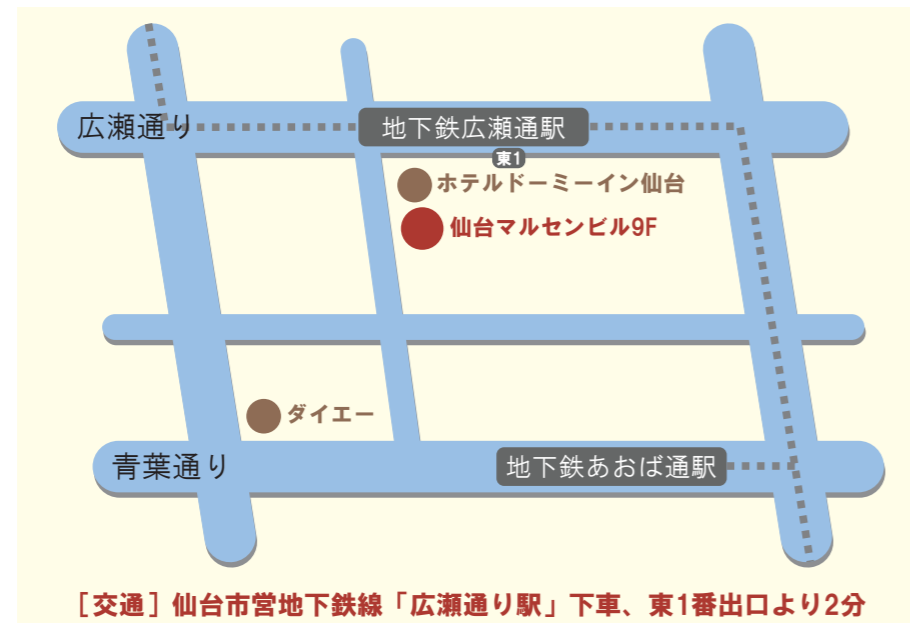 広瀬通り
地下鉄広瀬通駅
東1
ホテルドーミーイン仙台
仙台マルセンビル9F
ダイエー
青葉通り
地下鉄あおば通駅
［交通］仙台市営地下鉄線「広瀬通り駅」下車、東1番出口より2分